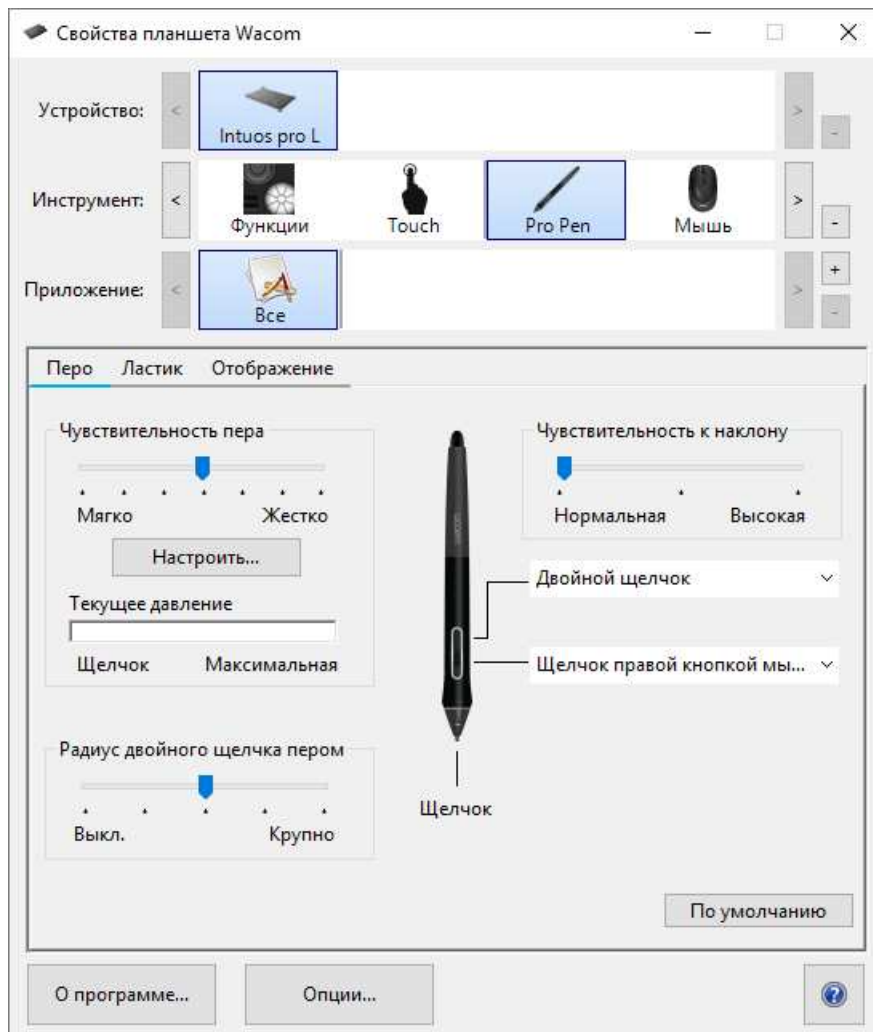 Свойства планшета Wacom
Устройство:
<
Intuos pro L
>
-
Инструмент:
<
Функции
Touch
Pro Pen
Мышь
>
-
Приложение:
<
Все
>
+
-
Перо Ластик Отображение
Чувствительность пера
Мягко Жестко
Настроить...
Текущее давление
Щелчок Максимальная
Радиус двойного щелчка пером
Выкл. Крупно
Щелчок
Чувствительность к наклону
Нормальная Высокая
Двойной щелчок
Щелчок правой кнопкой мы...
По умолчанию
О программе... Опции...
?